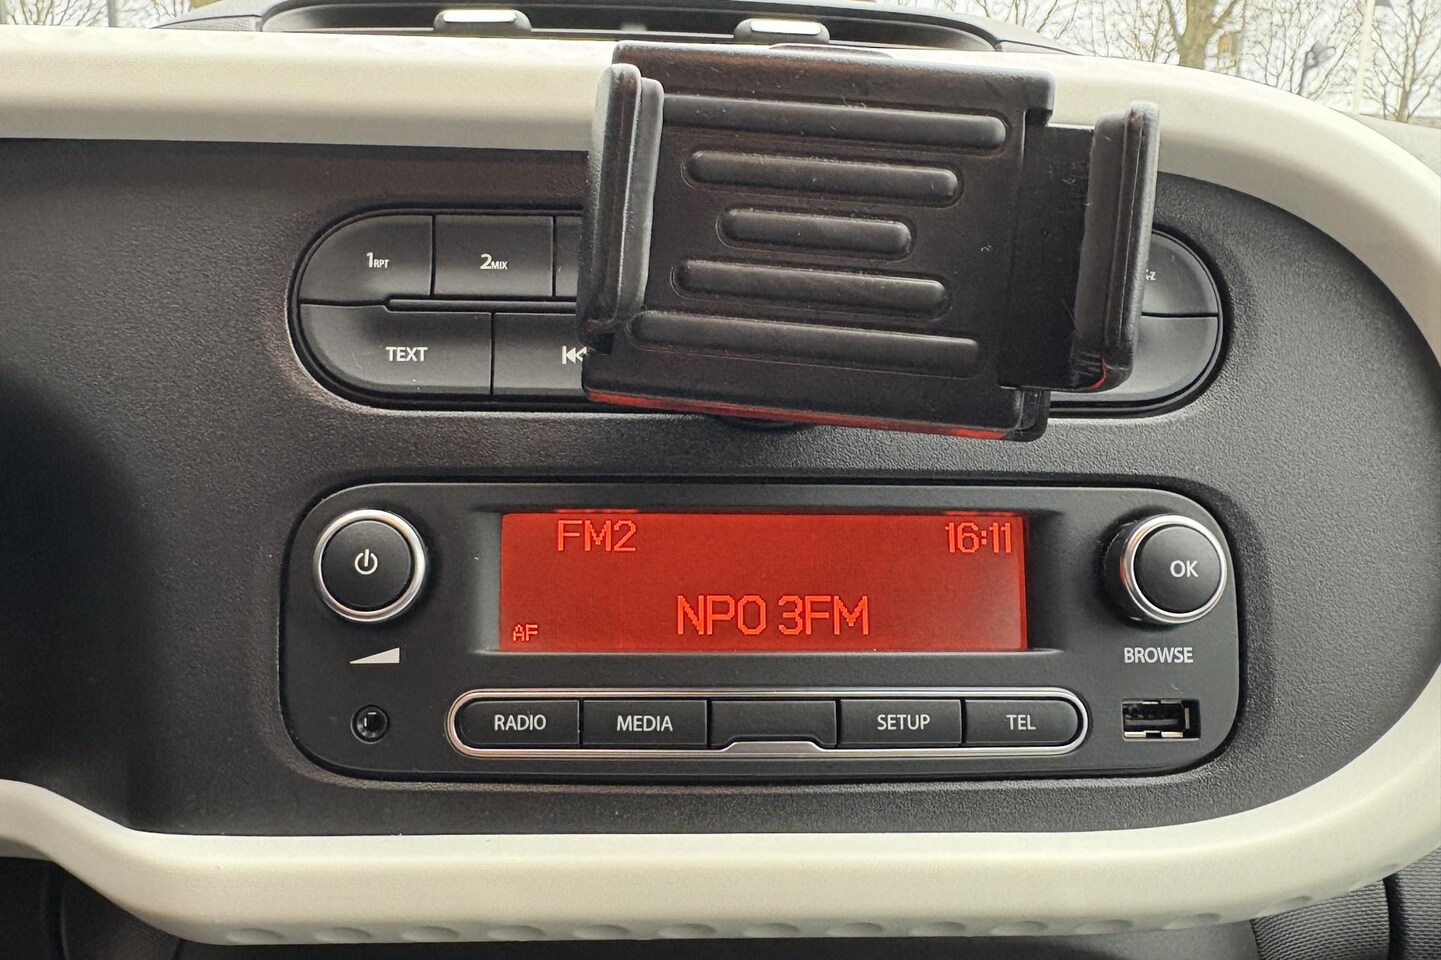 1RPT
2MIX
TEXT
FM2
16:11
NPO 3FM
AF
OK
BROWSE
RADIO
MEDIA
SETUP
TEL